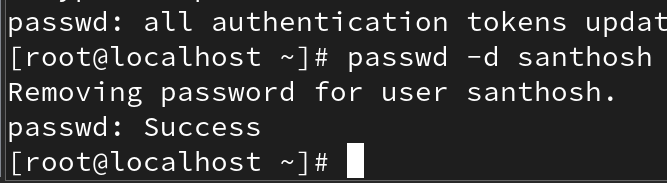 passwd: all authentication tokens updat
[root@localhost ~]# passwd -d santhosh
Removing password for user santhosh.
passwd: Success
[root@localhost ~]#